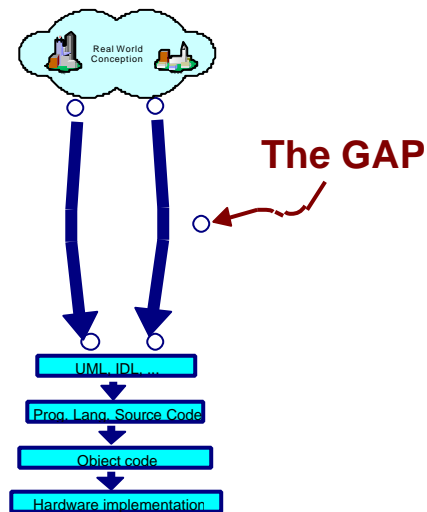 Real World
Conception
The GAP
UML, IDL, ...
Prog. Lang. Source Code
Object code
Hardware implementation